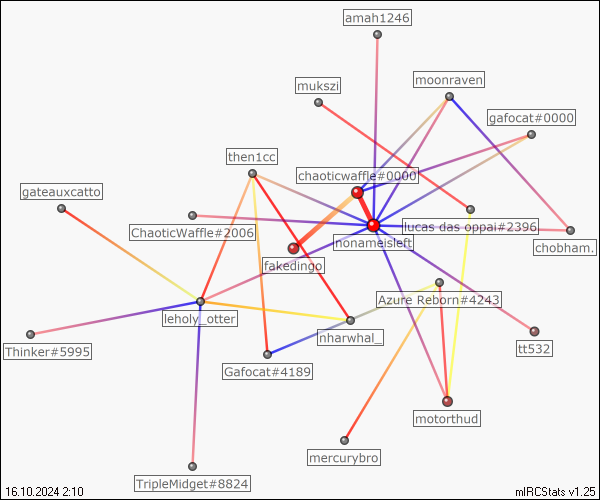 amah1246
mukszi
moonraven
gafocat#0000
then1cc
chaoticwaffle#0000
gateauxcatto
ChaoticWaffle#2006
lucas das oppai#2396
nonameisleft
chobham.
fakedingo
Azure Reborn#4243
leholy_otter
nharwhal_
Thinker#5995
tt532
Gafocat#4189
motorthud
mercurybro
TripleMidget#8824
16.10.2024 2:10
mIRCStats v1.25